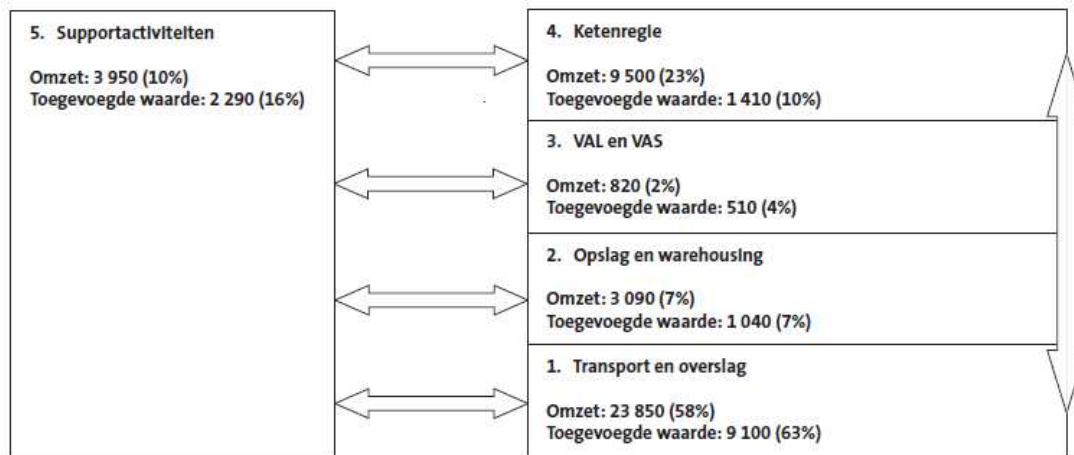 5. Supportactiviteiten
Omzet: 3 950 (10%)
Toegevoegde waarde: 2 290 (16%)
4. Ketenregie
Omzet: 9 500 (23%)
Toegevoegde waarde: 1 410 (10%)
3. VAL en VAS
Omzet: 820 (2%)
Toegevoegde waarde: 510 (4%)
2. Opslag en warehousing
Omzet: 3 090 (7%)
Toegevoegde waarde: 1 040 (7%)
1. Transport en overslag
Omzet: 23 850 (58%)
Toegevoegde waarde: 9 100 (63%)